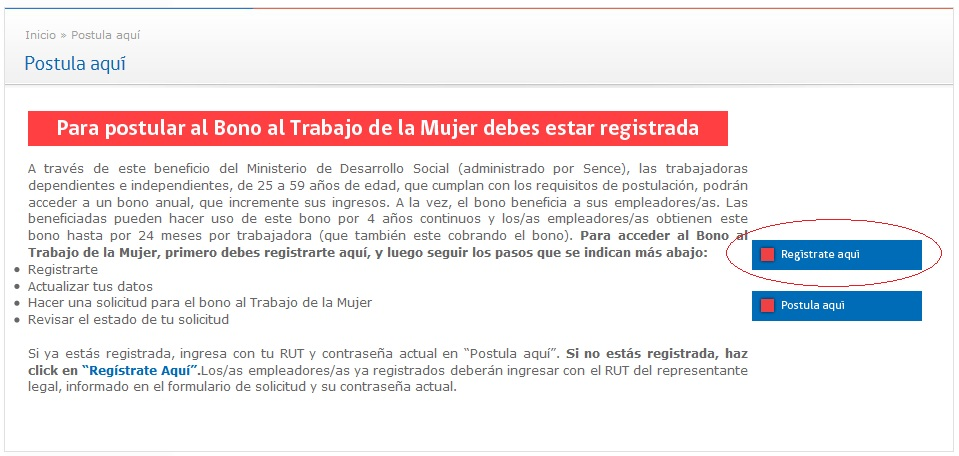 Inicio » Postula aquí
Postula aquí
Para postular al Bono al Trabajo de la Mujer debes estar registrada
A través de este beneficio del Ministerio de Desarrollo Social (administrado por Sence), las trabajadoras
dependientes e independientes, de 25 a 59 años de edad, que cumplan con los requisitos de postulación, podrán
acceder a un bono anual, que incremente sus ingresos. A la vez, el bono beneficia a sus empleadores/as. Las
beneficiadas pueden hacer uso de este bono por 4 años continuos y los/as empleadores/as obtienen este
bono hasta por 24 meses por trabajadora (que también este cobrando el bono). Para acceder al Bono al
Trabajo de la Mujer, primero debes registrarte aquí, y luego seguir los pasos que se indican más abajo:
• Registrarte
• Actualizar tus datos
• Hacer una solicitud para el bono al Trabajo de la Mujer
• Revisar el estado de tu solicitud
Si ya estás registrada, ingresa con tu RUT y contraseña actual en “Postula aquí”. Si no estás registrada, haz
click en “Regístrate Aquí”.Los/as empleadores/as ya registrados deberán ingresar con el RUT del representante
legal, informado en el formulario de solicitud y su contraseña actual.
Regístrate aquí
Postula aquí